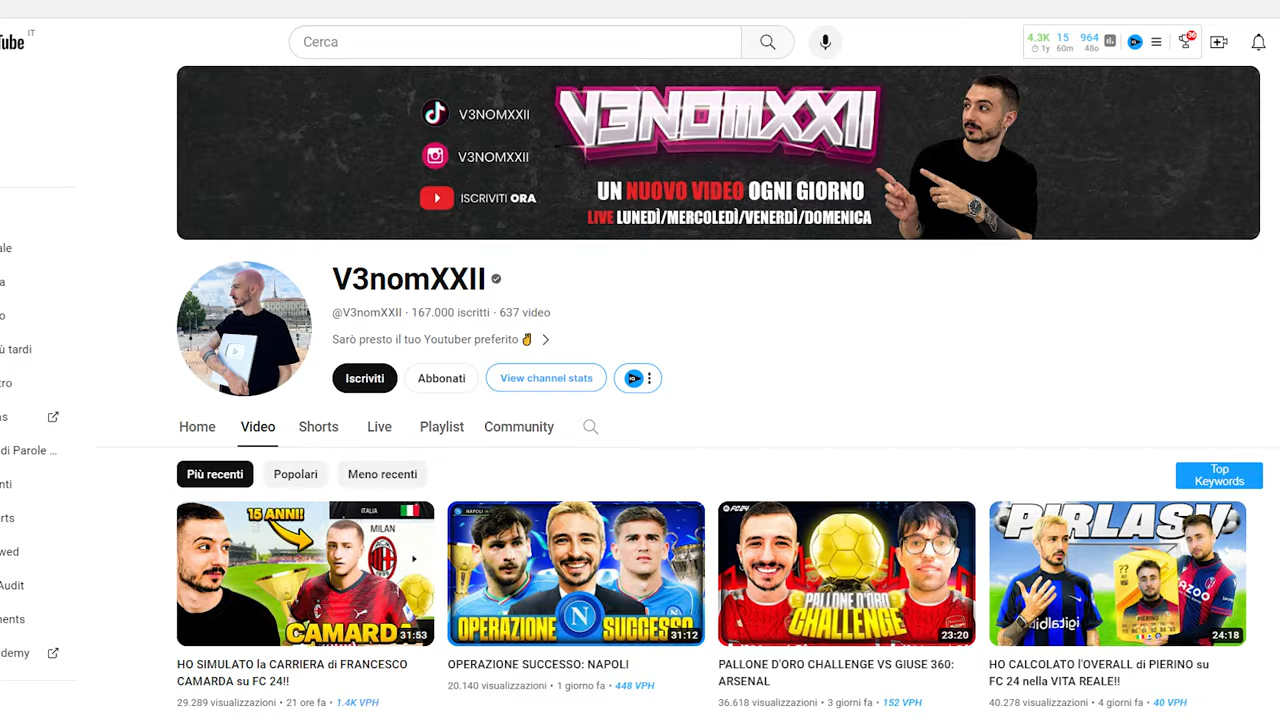 Tube IT
Cerca
4.3K 15 964
1y 60m 48o
36
V3NOMXXII
V3NOMXXII
V3NOMXXII
ISCRIVITI ORA
UN NUOVO VIDEO OGNI GIORNO
LIVE LUNEDÌ/MERCOLEDÌ/VENERDÌ/DOMENICA
V3nomXXII
@V3nomXXII · 167.000 iscritti · 637 video
Sarò presto il tuo Youtuber preferito
Iscriviti
Abbonati
View channel stats
Home
Video
Shorts
Live
Playlist
Community
Più recenti
Popolari
Meno recenti
Top
Keywords
ale
a
o
ù tardi
tro
as
di Parole ...
nti
rts
wed
Audit
nents
demy
15 ANNI!
ITALIA
MILAN
CAMARDA
31:53
NAPOLI
OPERAZIONE SUCCESSO
31:12
FC24
PALLONE D'ORO
CHALLENGE
23:20
PIRLASV
??
PIERINO
24:18
HO SIMULATO la CARRIERA di FRANCESCO
CAMARDA su FC 24!!
29.289 visualizzazioni • 21 ore fa • 1.4K VPH
OPERAZIONE SUCCESSO: NAPOLI
20.140 visualizzazioni • 1 giorno fa • 448 VPH
PALLONE D'ORO CHALLENGE VS GIUSE 360:
ARSENAL
36.618 visualizzazioni • 3 giorni fa • 152 VPH
HO CALCOLATO l'OVERALL di PIERINO su
FC 24 nella VITA REALE!!
40.278 visualizzazioni • 4 giorni fa • 40 VPH